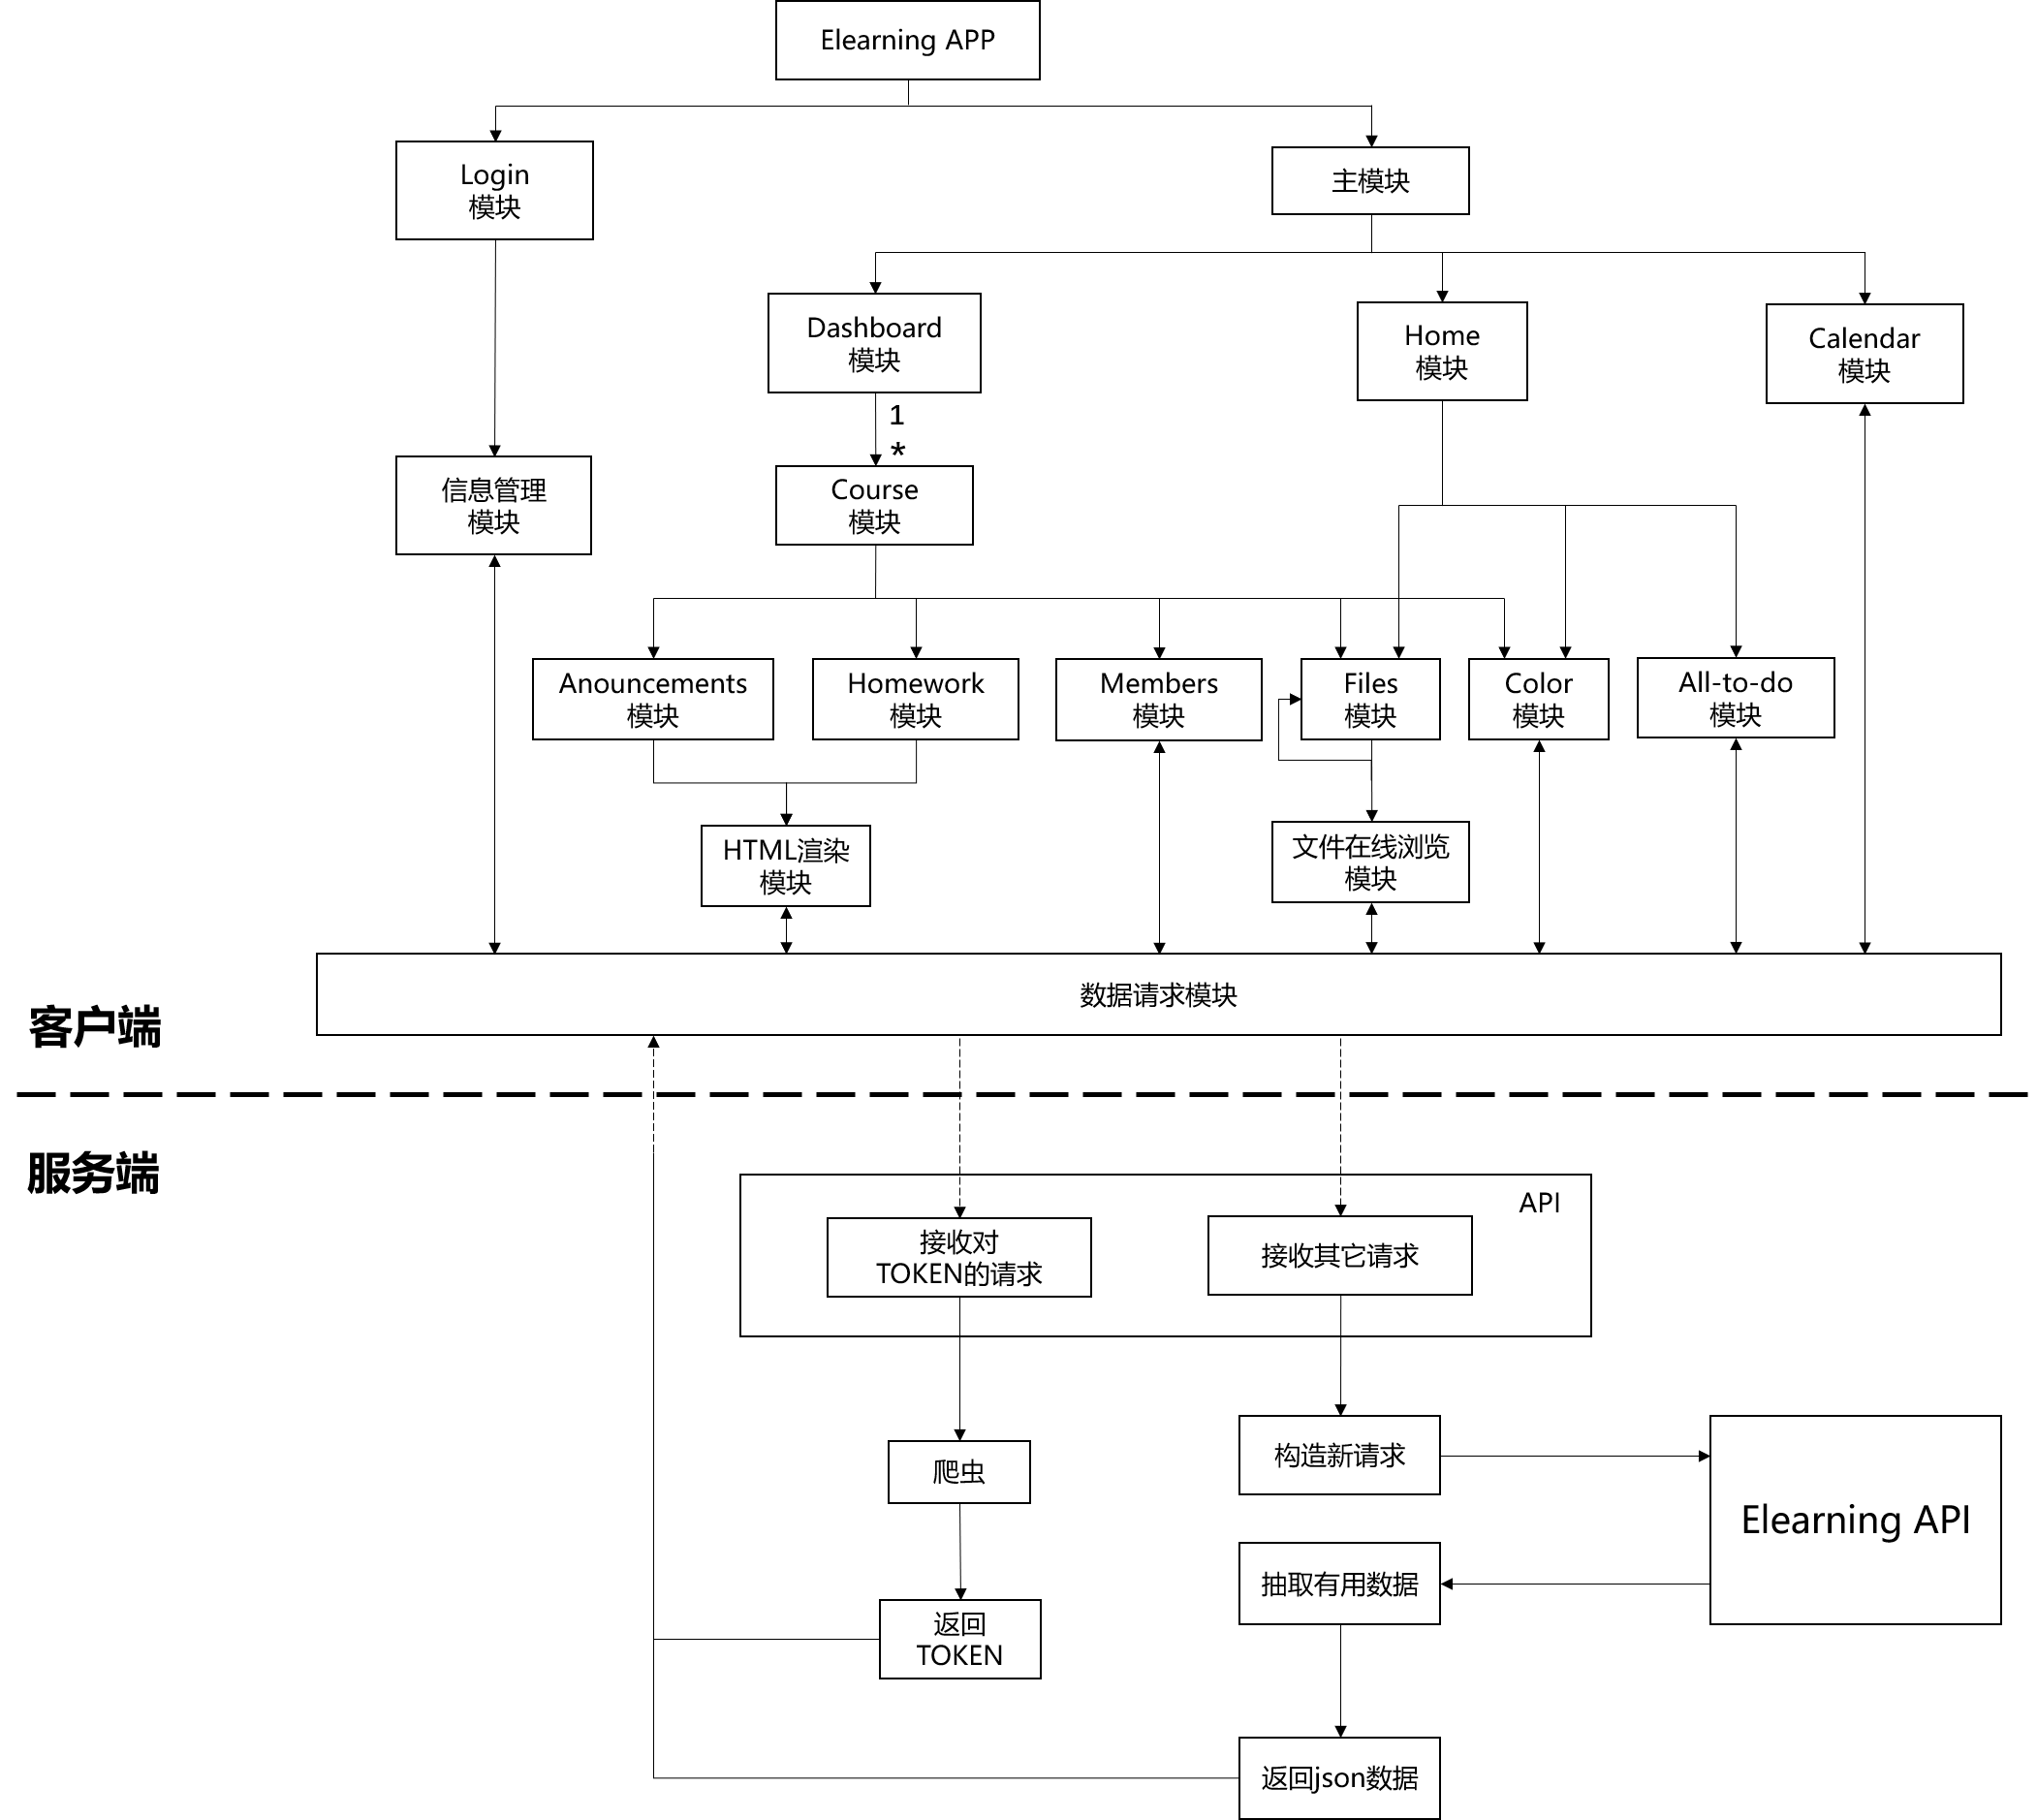 Elearning APP
Login
模块
主模块
Dashboard
模块
Home
模块
Calendar
模块
1
*
信息管理
模块
Course
模块
Anouncements
模块
Homework
模块
Members
模块
Files
模块
Color
模块
All-to-do
模块
HTML渲染
模块
文件在线浏览
模块
数据请求模块
客户端
服务端
API
接收对
TOKEN的请求
接收其它请求
爬虫
构造新请求
Elearning API
抽取有用数据
返回
TOKEN
返回json数据